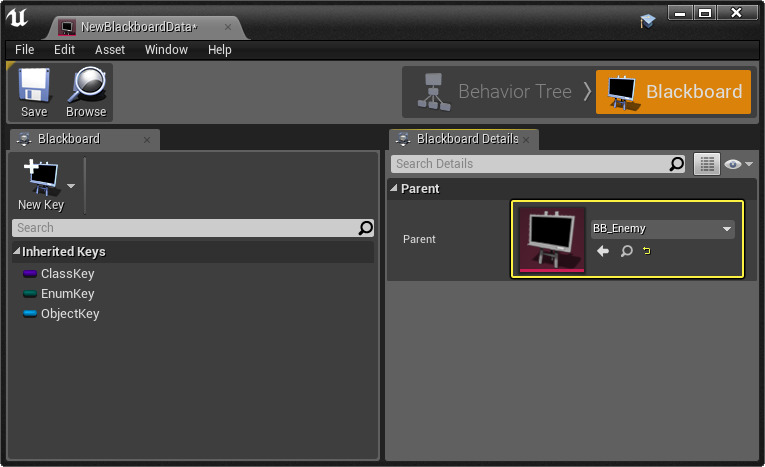 NewBlackboardData*
File Edit Asset Window Help
Save Browse
Behavior Tree Blackboard
Blackboard
New Key
Search
Inherited Keys
ClassKey
EnumKey
ObjectKey
Blackboard Details
Search Details
Parent
Parent
BB_Enemy